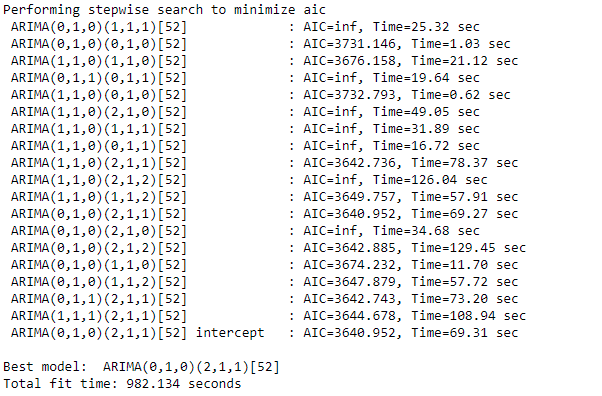 Performing stepwise search to minimize aic
ARIMA(0,1,0)(1,1,1)[52] : AIC=inf, Time=25.32 sec
ARIMA(0,1,0)(0,1,0)[52] : AIC=3731.146, Time=1.03 sec
ARIMA(1,1,0)(1,1,0)[52] : AIC=3676.158, Time=21.12 sec
ARIMA(0,1,1)(0,1,1)[52] : AIC=inf, Time=19.64 sec
ARIMA(1,1,0)(0,1,0)[52] : AIC=3732.793, Time=0.62 sec
ARIMA(1,1,0)(2,1,0)[52] : AIC=inf, Time=49.05 sec
ARIMA(1,1,0)(1,1,1)[52] : AIC=inf, Time=31.89 sec
ARIMA(1,1,0)(0,1,1)[52] : AIC=inf, Time=16.72 sec
ARIMA(1,1,0)(2,1,1)[52] : AIC=3642.736, Time=78.37 sec
ARIMA(1,1,0)(2,1,2)[52] : AIC=inf, Time=126.04 sec
ARIMA(1,1,0)(1,1,2)[52] : AIC=3649.757, Time=57.91 sec
ARIMA(0,1,0)(2,1,1)[52] : AIC=3640.952, Time=69.27 sec
ARIMA(0,1,0)(2,1,0)[52] : AIC=inf, Time=34.68 sec
ARIMA(0,1,0)(2,1,2)[52] : AIC=3642.885, Time=129.45 sec
ARIMA(0,1,0)(1,1,0)[52] : AIC=3674.232, Time=11.70 sec
ARIMA(0,1,0)(1,1,2)[52] : AIC=3647.879, Time=57.72 sec
ARIMA(0,1,1)(2,1,1)[52] : AIC=3642.743, Time=73.20 sec
ARIMA(1,1,1)(2,1,1)[52] : AIC=3644.678, Time=108.94 sec
ARIMA(0,1,0)(2,1,1)[52] intercept : AIC=3640.952, Time=69.31 sec
Best model: ARIMA(0,1,0)(2,1,1)[52]
Total fit time: 982.134 seconds